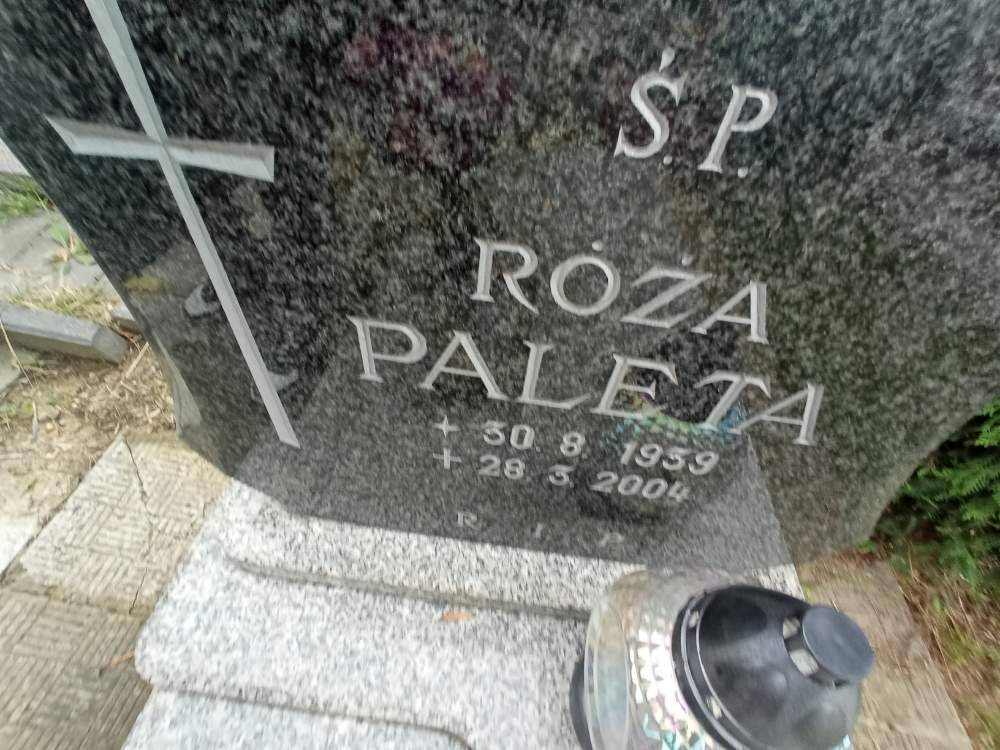 Ś.P.
RÓŻA
PALETA
+ 30. 8. 1939
+ 28 3. 2004
R I P